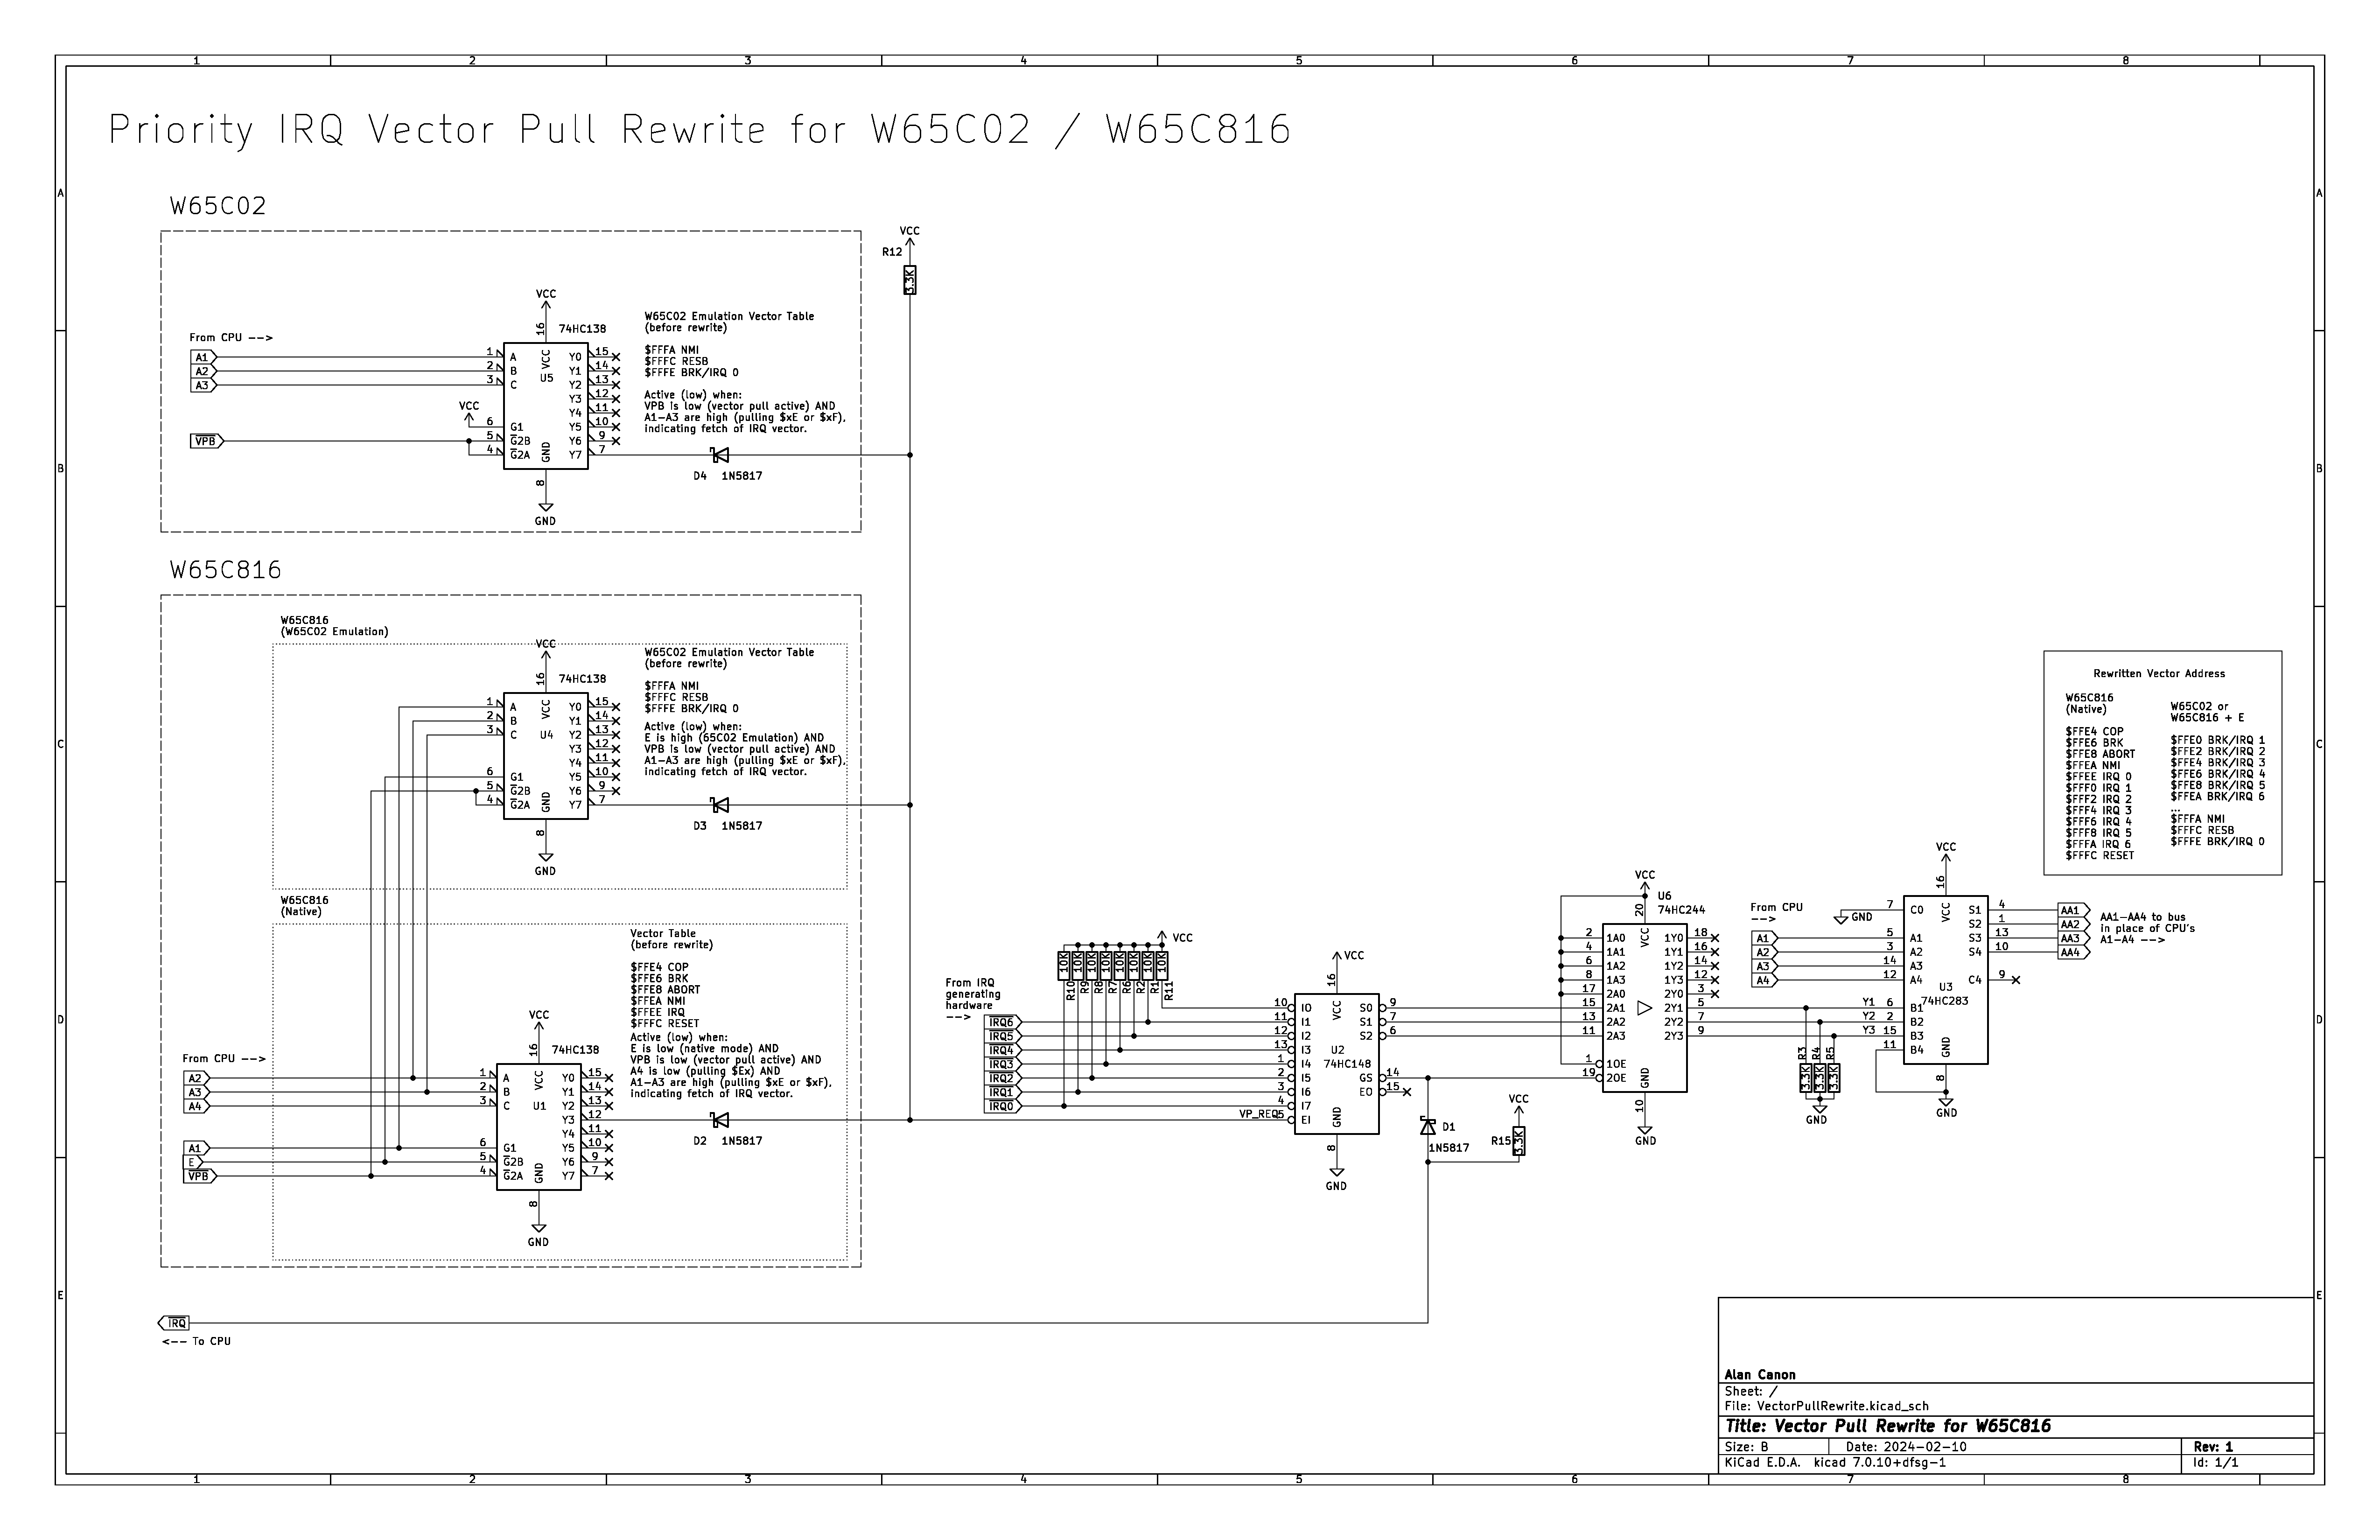 1 2 3 4 5 6 7 8
Priority IRQ Vector Pull Rewrite for W65C02 / W65C816
A A
B B
C C
D D
E E
W65C02
From CPU -->
A1
A2
A3
VPB
VCC
VCC
16
74HC138
1 A VCC Y0 15
2 B U5 Y1 14
3 C Y2 13
Y3 12
Y4 11
6 G1 Y5 10
5 G2B GND Y6 9
4 G2A Y7 7
8
GND
W65C02 Emulation Vector Table
(before rewrite)
$FFFA NMI
$FFFC RESB
$FFFE BRK/IRQ 0
Active (low) when:
VPB is low (vector pull active) AND
A1-A3 are high (pulling $xE or $xF),
indicating fetch of IRQ vector.
D4 1N5817
VCC
R12
3.3K
W65C816
W65C816
(W65C02 Emulation)
VCC
16
74HC138
1 A VCC Y0 15
2 B Y1 14
3 C U4 Y2 13
Y3 12
Y4 11
6 G1 Y5 10
5 G2B GND Y6 9
4 G2A Y7 7
8
GND
W65C02 Emulation Vector Table
(before rewrite)
$FFFA NMI
$FFFC RESB
$FFFE BRK/IRQ 0
Active (low) when:
E is high (65C02 Emulation) AND
VPB is low (vector pull active) AND
A1-A3 are high (pulling $xE or $xF),
indicating fetch of IRQ vector.
D3 1N5817
W65C816
(Native)
From CPU -->
A2
A3
A4
A1
E
VPB
VCC
16
74HC138
1 A VCC Y0 15
2 B Y1 14
3 C U1 Y2 13
Y3 12
Y4 11
6 G1 Y5 10
5 G2B GND Y6 9
4 G2A Y7 7
8
GND
Vector Table
(before rewrite)
$FFE4 COP
$FFE6 BRK
$FFE8 ABORT
$FFEA NMI
$FFEE IRQ
$FFFC RESET
Active (low) when:
E is low (native mode) AND
VPB is low (vector pull active) AND
A4 is low (pulling $Ex) AND
A1-A3 are high (pulling $xE or $xF),
indicating fetch of IRQ vector.
D2 1N5817
IRQ
<-- To CPU
From IRQ
generating
hardware
-->
IRQ6
IRQ5
IRQ4
IRQ3
IRQ2
IRQ1
IRQ0
VCC
10K 10K 10K 10K 10K 10K 10K 10K
R10 R9 R8 R7 R6 R2 R1 R11
VP_REQ
VCC
16
10 I0 VCC S0 9
11 I1 S1 7
12 I2 S2 6
13 I3 U2
1 I4 74HC148
2 I5 GS 14
3 I6 EO 15
4 I7 GND
5 EI
8
GND
D1
1N5817
VCC
R15
3.3K
VCC
U6
20 74HC244
2 1A0 VCC 1Y0 18
4 1A1 1Y1 16
6 1A2 1Y2 14
8 1A3 1Y3 12
17 2A0 2Y0 3
15 2A1 2Y1 5
13 2A2 2Y2 7
11 2A3 2Y3 9
1 1OE
19 2OE GND
10
GND
R3 R4 R5
3.3K 3.3K 3.3K
GND
From CPU
-->
A1
A2
A3
A4
Y1
Y2
Y3
GND
VCC
16
7 C0 VCC S1 4
S2 1
5 A1 S3 13
3 A2 S4 10
14 A3
12 A4 C4 9
U3
74HC283
6 B1
2 B2
15 B3
11 B4 GND
8
GND
AA1
AA2
AA3
AA4
AA1-AA4 to bus
in place of CPU's
A1-A4 -->
Rewritten Vector Address
W65C816
(Native)
$FFE4 COP
$FFE6 BRK
$FFE8 ABORT
$FFEA NMI
$FFEE IRQ 0
$FFF0 IRQ 1
$FFF2 IRQ 2
$FFF4 IRQ 3
$FFF6 IRQ 4
$FFF8 IRQ 5
$FFFA IRQ 6
$FFFC RESET
W65C02 or
W65C816 + E
$FFE0 BRK/IRQ 1
$FFE2 BRK/IRQ 2
$FFE4 BRK/IRQ 3
$FFE6 BRK/IRQ 4
$FFE8 BRK/IRQ 5
$FFEA BRK/IRQ 6
...
$FFFA NMI
$FFFC RESB
$FFFE BRK/IRQ 0
Alan Canon
Sheet: /
File: VectorPullRewrite.kicad_sch
Title: Vector Pull Rewrite for W65C816
Size: B Date: 2024-02-10 Rev: 1
KiCad E.D.A. kicad 7.0.10+dfsg-1 Id: 1/1
1 2 3 4 5 6 7 8